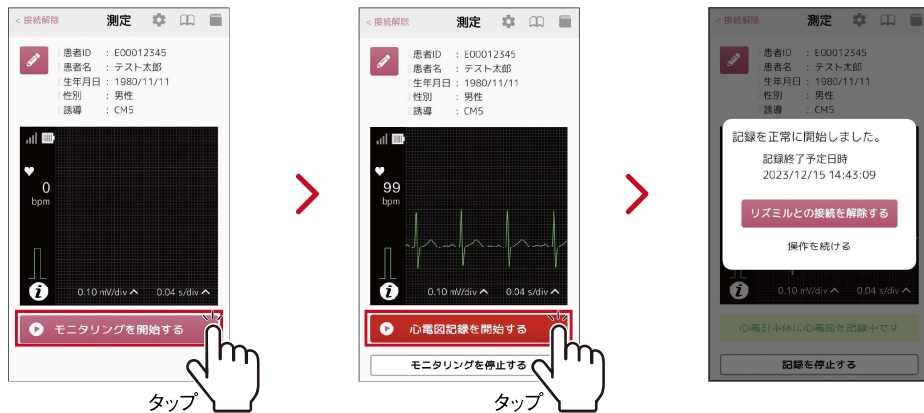 < 接続解除 測定
患者ID : E00012345
患者名 : テスト太郎
生年月日 : 1980/11/11
性別 : 男性
誘導 : CM5
0
bpm
0.10 mV/div 0.04 s/div
モニタリングを開始する
タップ
< 接続解除 測定
患者ID : E00012345
患者名 : テスト太郎
生年月日 : 1980/11/11
性別 : 男性
誘導 : CM5
99
bpm
0.10 mV/div 0.04 s/div
心電図記録を開始する
モニタリングを停止する
タップ
< 接続解除 測定
患者ID : E00012345
患者名 : テスト太郎
生年月日 : 1980/11/11
性別 : 男性
誘導 : CM5
記録を正常に開始しました。
記録終了予定日時
2023/12/15 14:43:09
リズミルとの接続を解除する
操作を続ける
0.10 mV/div 0.04 s/div
心電計本体に心電図を記録中です
記録を停止する